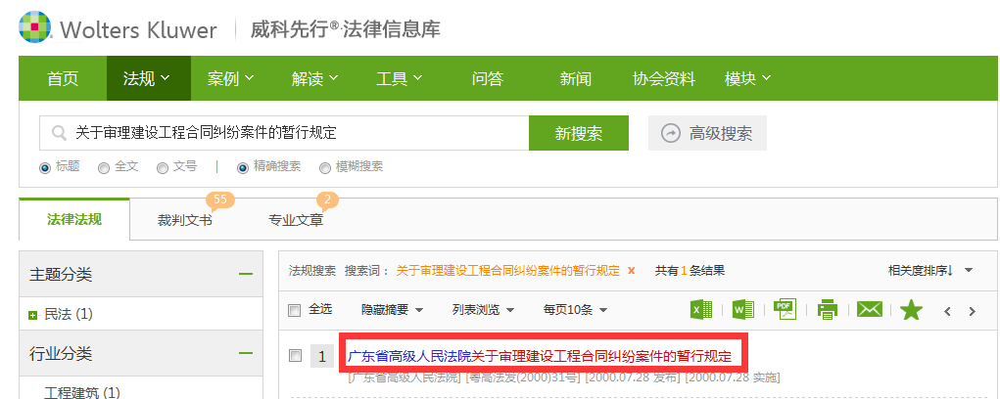 Wolters Kluwer 威科先行®·法律信息库
首页 法规 案例 解读 工具 问答 新闻 协会资料 模块
关于审理建设工程合同纠纷案件的暂行规定 新搜索 高级搜索
标题 全文 文号 | 精确搜索 模糊搜索
55 2
法律法规 裁判文书 专业文章
主题分类
法规搜索 搜索词： 关于审理建设工程合同纠纷案件的暂行规定 x 共有1条结果 相关度排序↓
民法 (1)
全选 隐藏摘要 列表浏览 每页10条
行业分类
1 广东省高级人民法院关于审理建设工程合同纠纷案件的暂行规定
[广东省高级人民法院] [粤高法发(2000)31号] [2000.07.28 发布] [2000.07.28 实施]
工程建筑 (1)